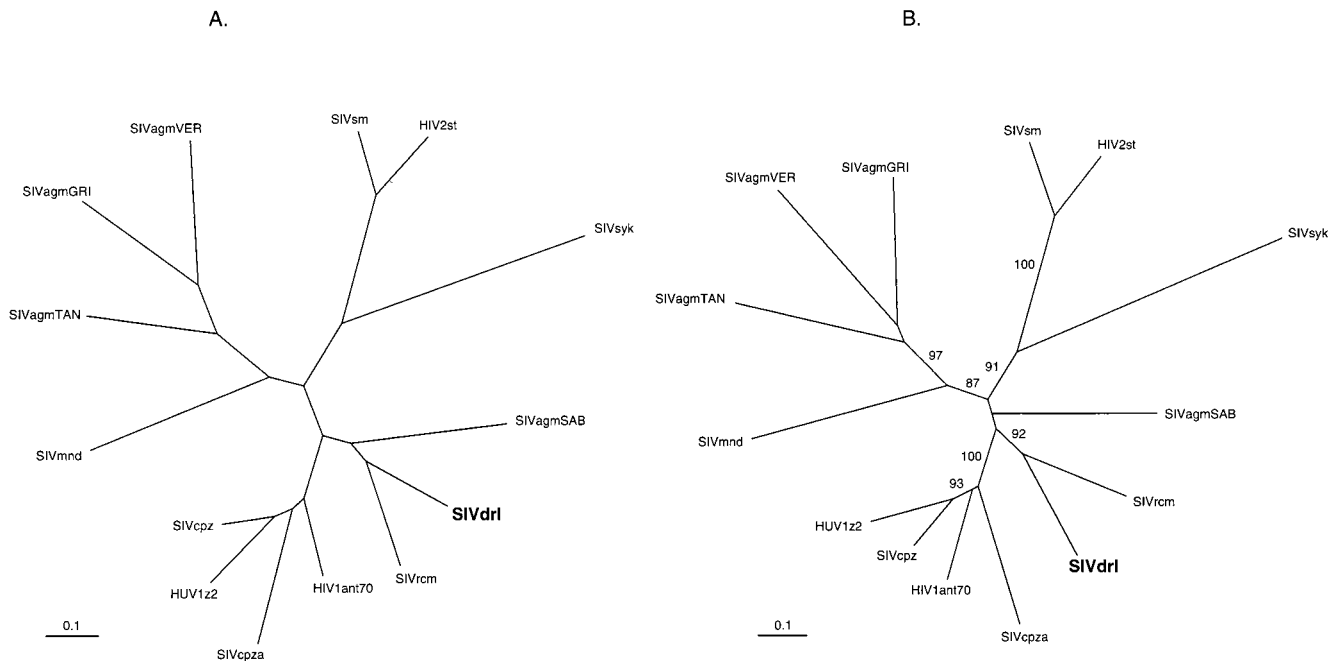 A.
SIVagmVER
SIVsm
HIV2st
SIVagmGRI
SIVsyk
SIVagmTAN
SIVagmSAB
SIVmnd
SIVdrl
SIVcpz
SIVrcm
HIV1ant70
HUV1z2
0.1
SIVcpza
B.
SIVsm
HIV2st
SIVagmGRI
SIVagmVER
SIVsyk
100
SIVagmTAN
97
91
87
SIVagmSAB
92
SIVmnd
100
93
SIVrcm
HUV1z2
SIVcpz
SIVdrl
HIV1ant70
0.1
SIVcpza